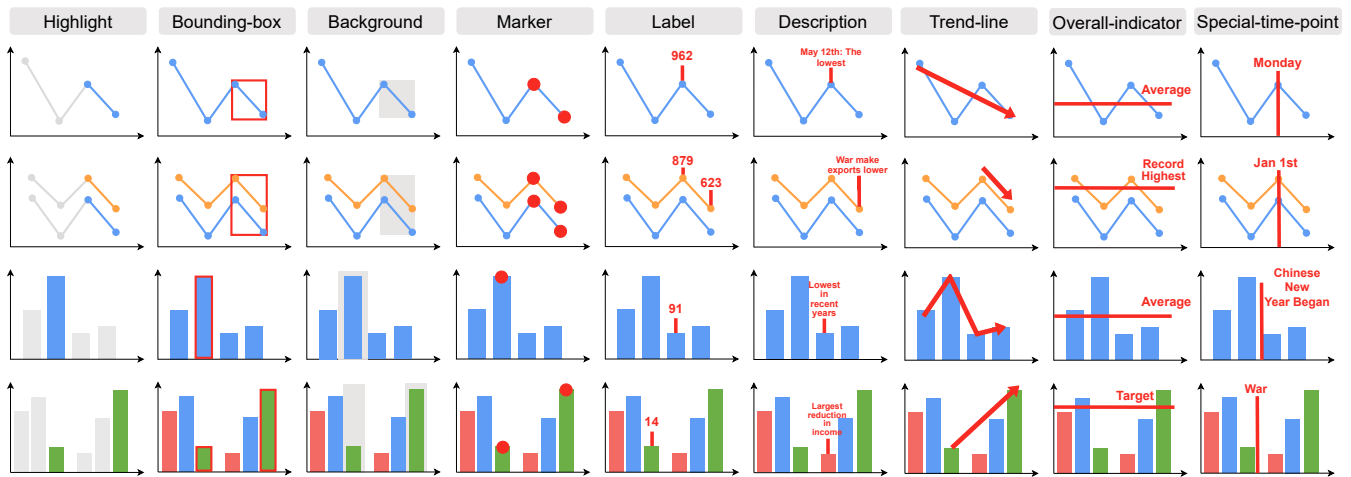 Highlight
Bounding-box
Background
Marker
Label
Description
Trend-line
Overall-indicator
Special-time-point
962
May 12th: The
lowest
Average
Monday
879
623
War make
exports lower
Record
Highest
Jan 1st
91
Lowest
in
recent
years
Average
Chinese
New
Year Began
14
Largest
reduction
in
income
Target
War